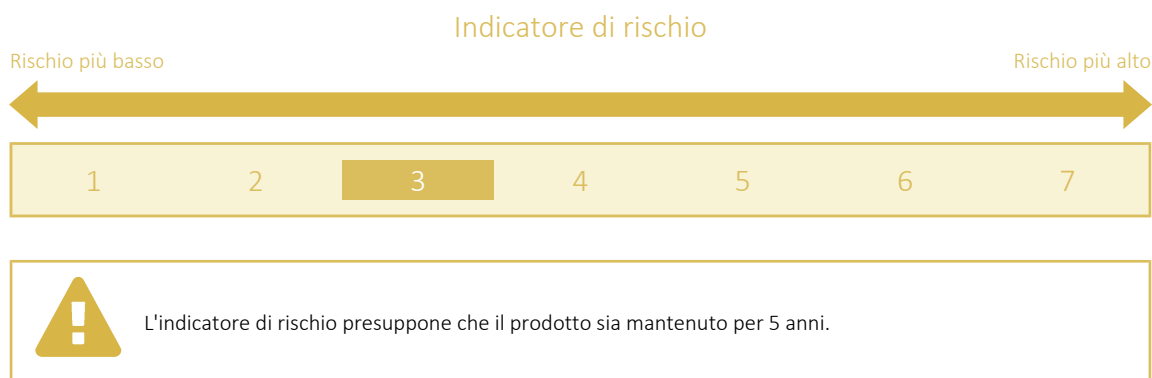 Indicatore di rischio
Rischio più basso Rischio più alto
1 2 3 4 5 6 7
L'indicatore di rischio presuppone che il prodotto sia mantenuto per 5 anni.